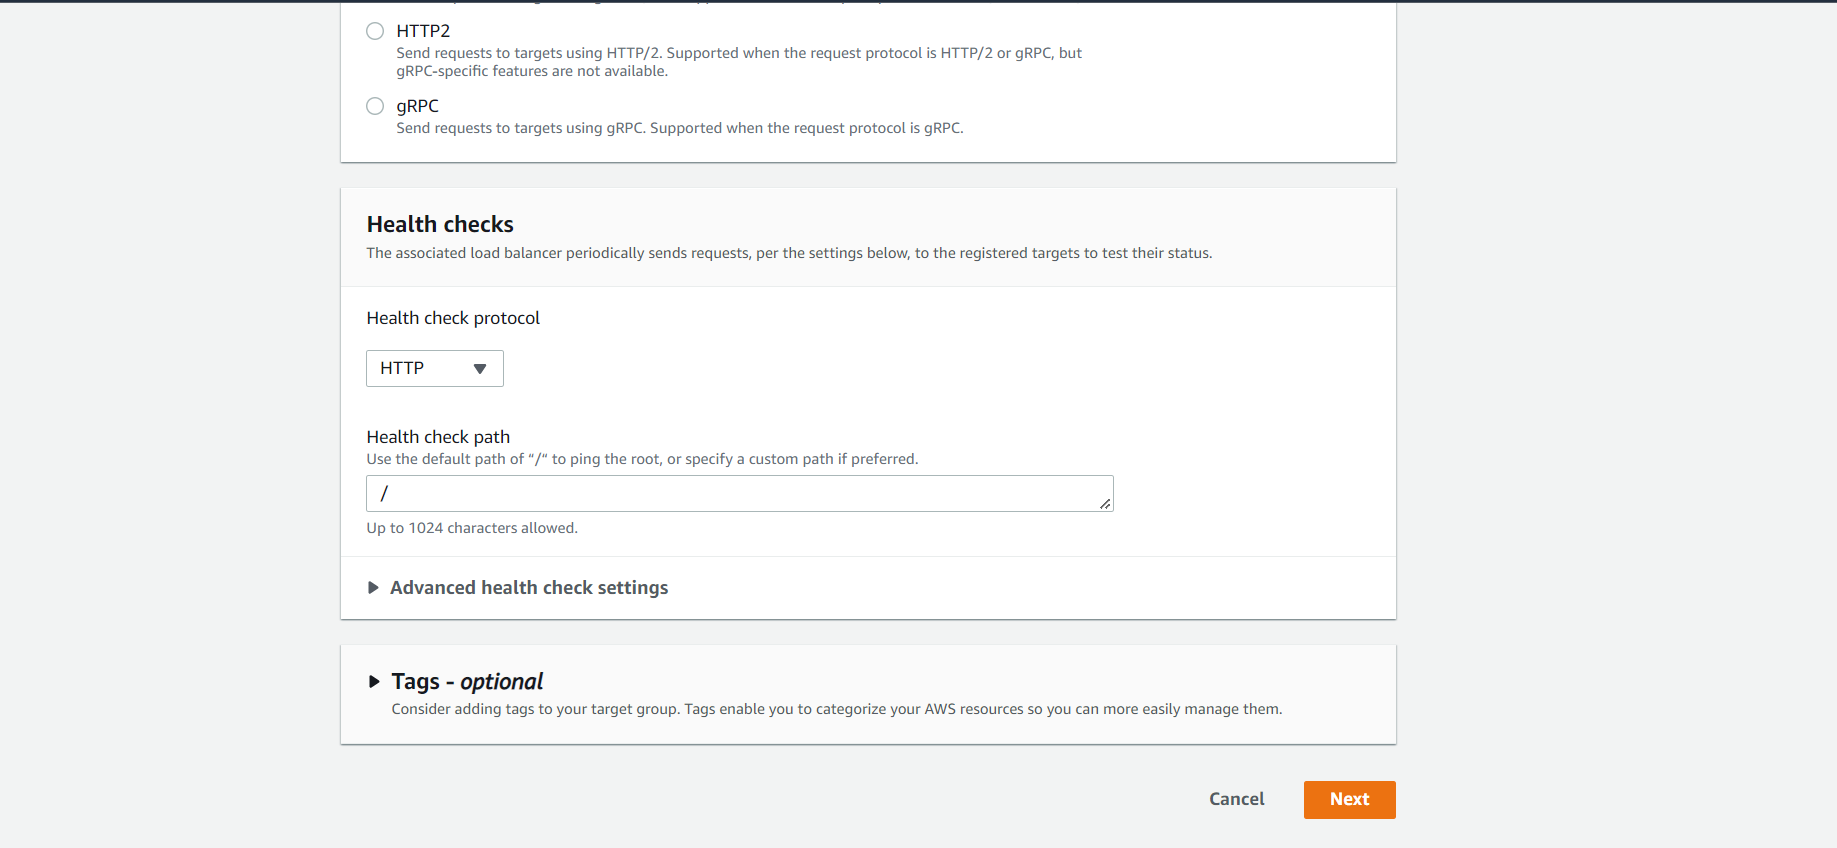 HTTP2
Send requests to targets using HTTP/2. Supported when the request protocol is HTTP/2 or gRPC, but
gRPC-specific features are not available.
gRPC
Send requests to targets using gRPC. Supported when the request protocol is gRPC.
Health checks
The associated load balancer periodically sends requests, per the settings below, to the registered targets to test their status.
Health check protocol
HTTP
Health check path
Use the default path of “/“ to ping the root, or specify a custom path if preferred.
/
Up to 1024 characters allowed.
Advanced health check settings
Tags - optional
Consider adding tags to your target group. Tags enable you to categorize your AWS resources so you can more easily manage them.
Cancel
Next